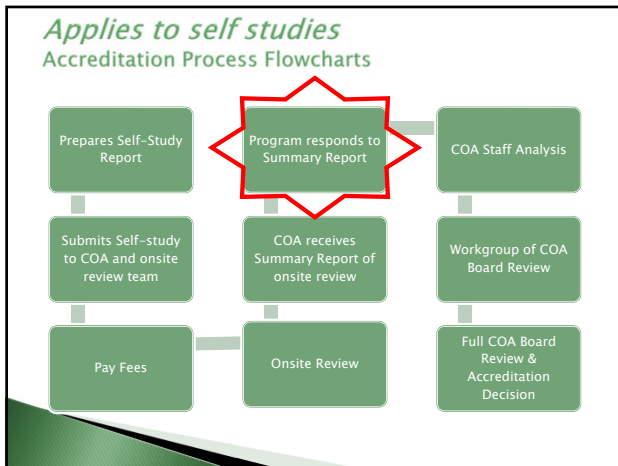 Applies to self studies
Accreditation Process Flowcharts
Prepares Self-Study
Report
Submits Self-study
to COA and onsite
review team
Pay Fees
Onsite Review
COA receives
Summary Report of
onsite review
Program responds to
Summary Report
COA Staff Analysis
Workgroup of COA
Board Review
Full COA Board
Review &
Accreditation
Decision